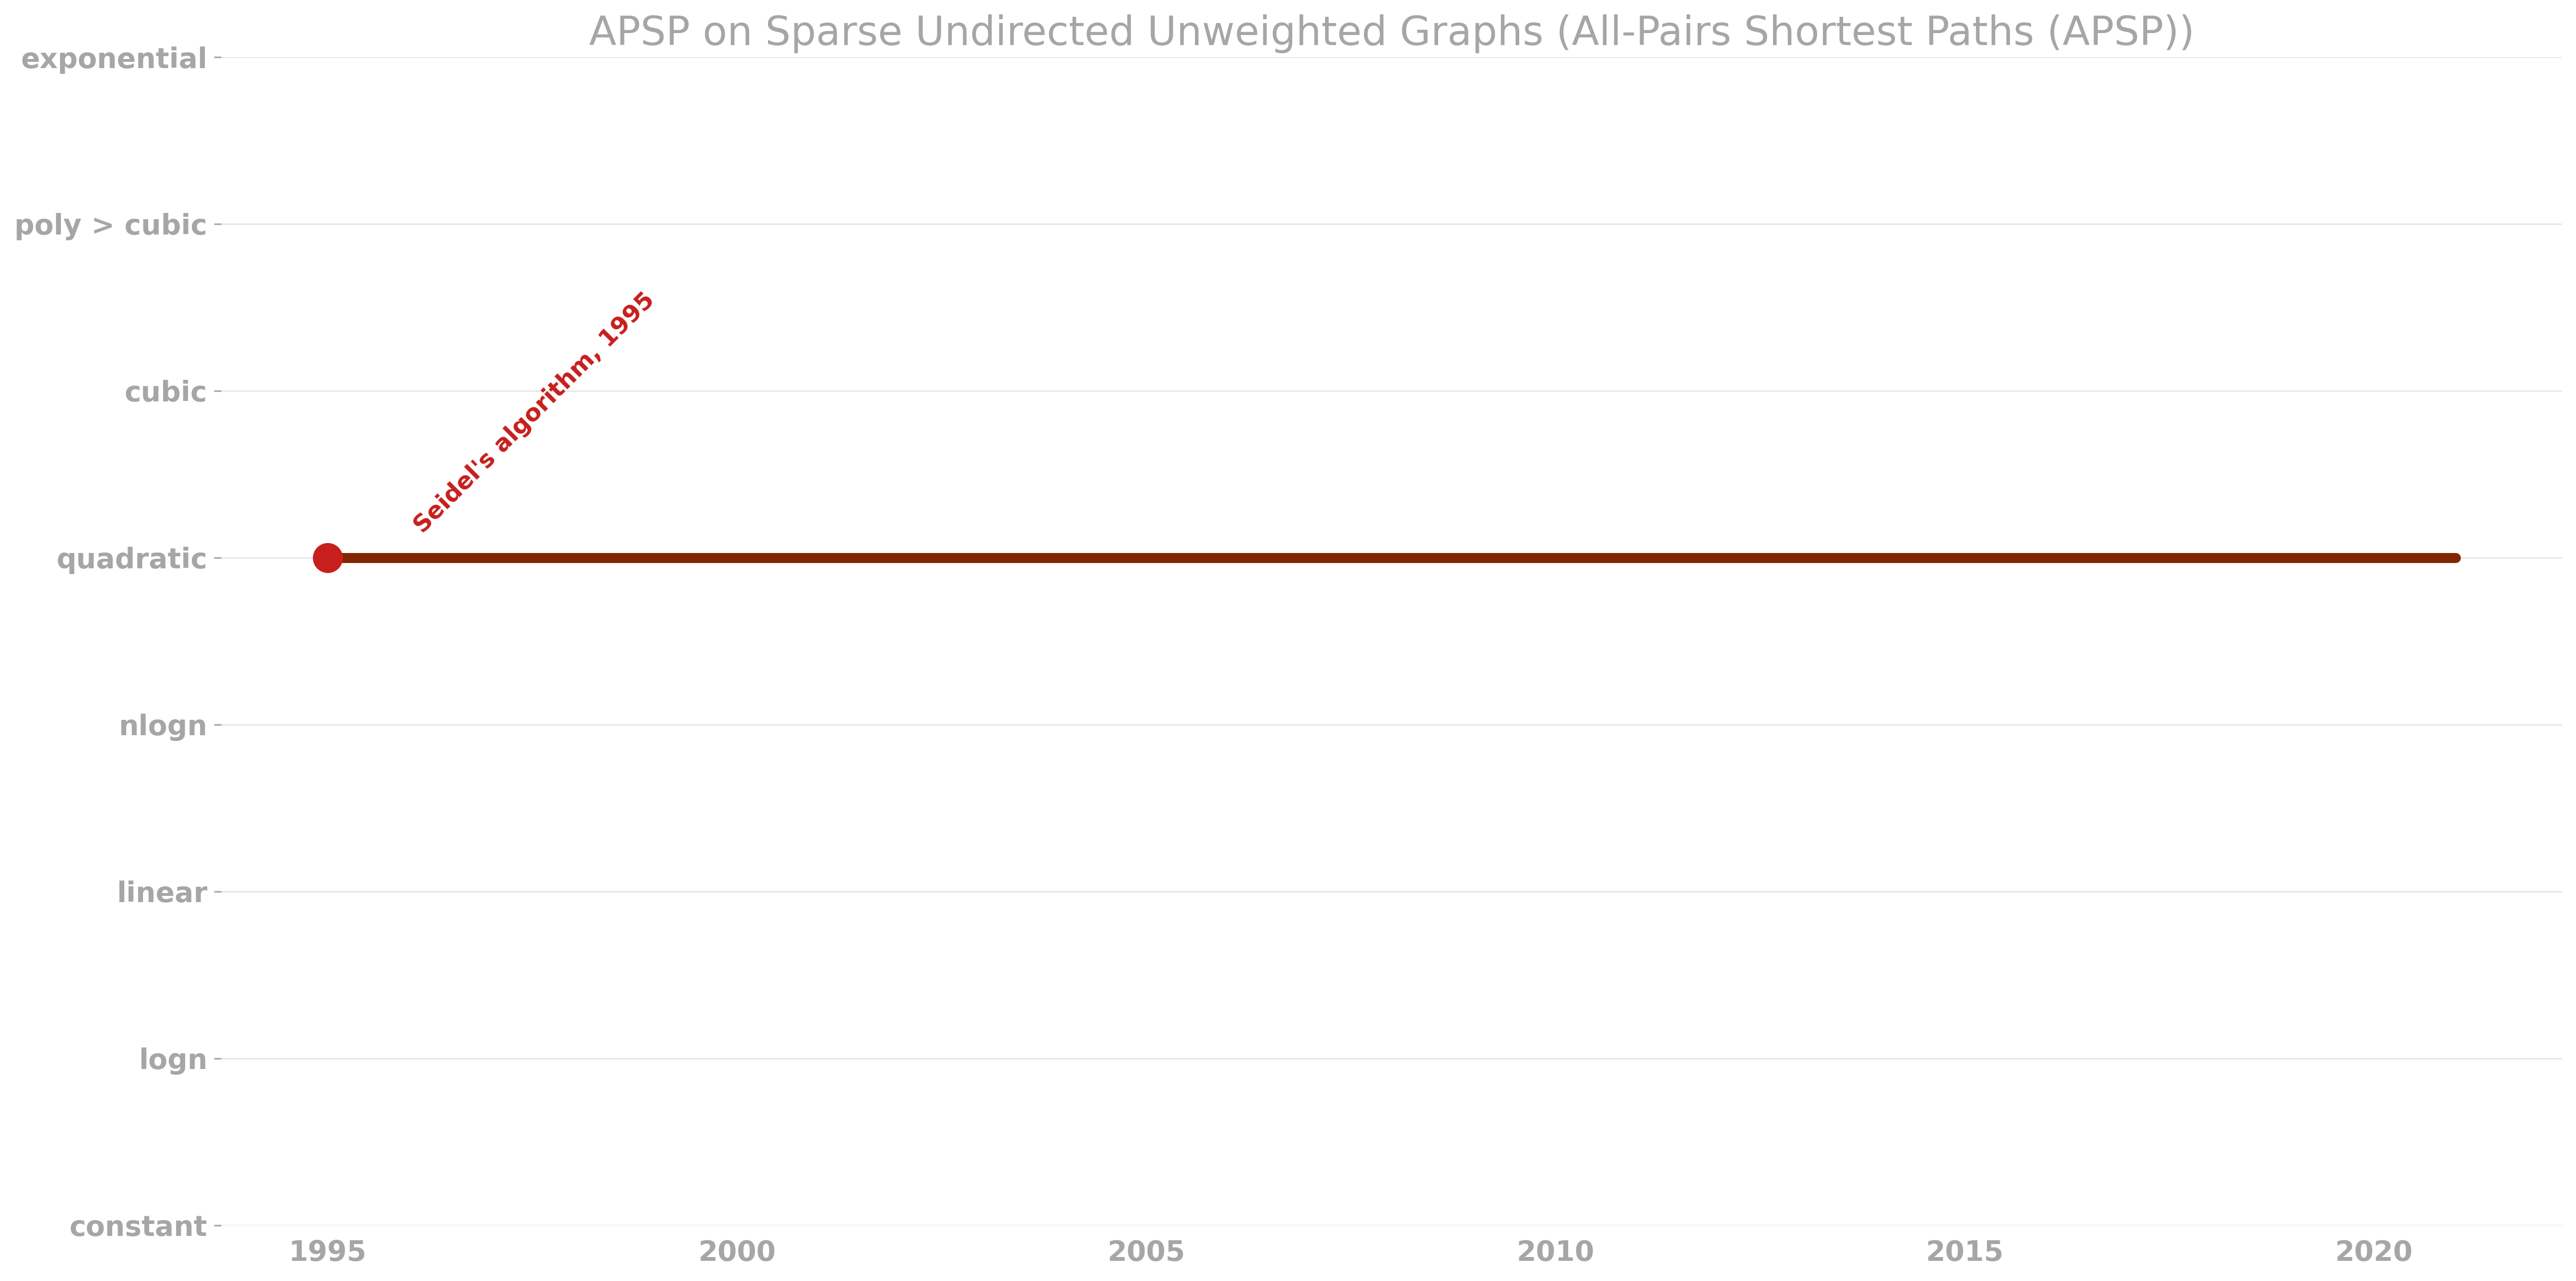 APSP on Sparse Undirected Unweighted Graphs (All-Pairs Shortest Paths (APSP))
exponential
poly > cubic
cubic
quadratic
nlogn
linear
logn
constant
Seidel's algorithm, 1995
1995
2000
2005
2010
2015
2020